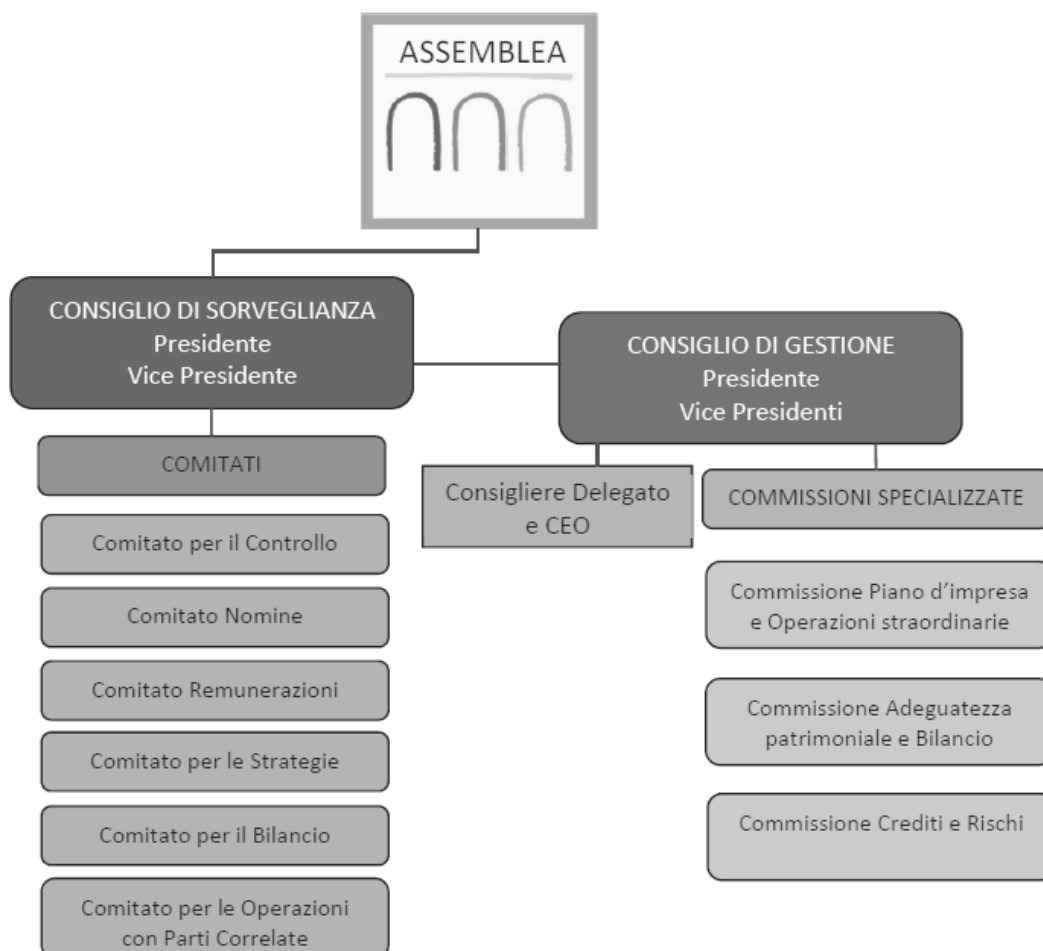 ASSEMBLEA
CONSIGLIO DI SORVEGLIANZA
Presidente
Vice Presidente
CONSIGLIO DI GESTIONE
Presidente
Vice Presidenti
COMITATI
Comitato per il Controllo
Comitato Nomine
Comitato Remunerazioni
Comitato per le Strategie
Comitato per il Bilancio
Comitato per le Operazioni
con Parti Correlate
Consigliere Delegato
e CEO
COMMISSIONI SPECIALIZZATE
Commissione Piano d’impresa
e Operazioni straordinarie
Commissione Adeguatezza
patrimoniale e Bilancio
Commissione Crediti e Rischi